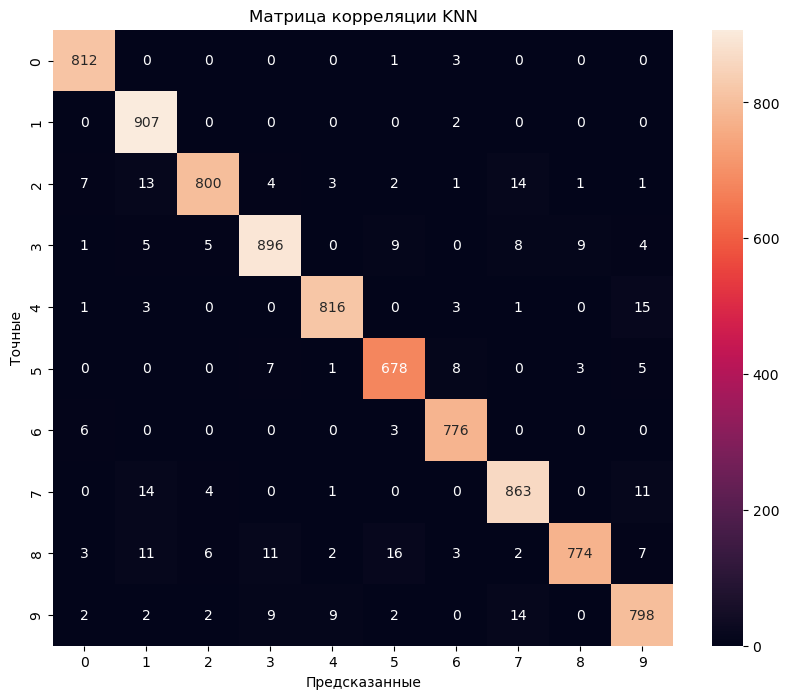 Матрица корреляции KNN
0 812 0 0 0 0 1 3 0 0 0
1 0 907 0 0 0 0 2 0 0 0
2 7 13 800 4 3 2 1 14 1 1
3 1 5 5 896 0 9 0 8 9 4
4 1 3 0 0 816 0 3 1 0 15
5 0 0 0 7 1 678 8 0 3 5
6 6 0 0 0 0 3 776 0 0 0
7 0 14 4 0 1 0 0 863 0 11
8 3 11 6 11 2 16 3 2 774 7
9 2 2 2 9 9 2 0 14 0 798
0 1 2 3 4 5 6 7 8 9
Предсказанные
Точные
800
600
400
200
0